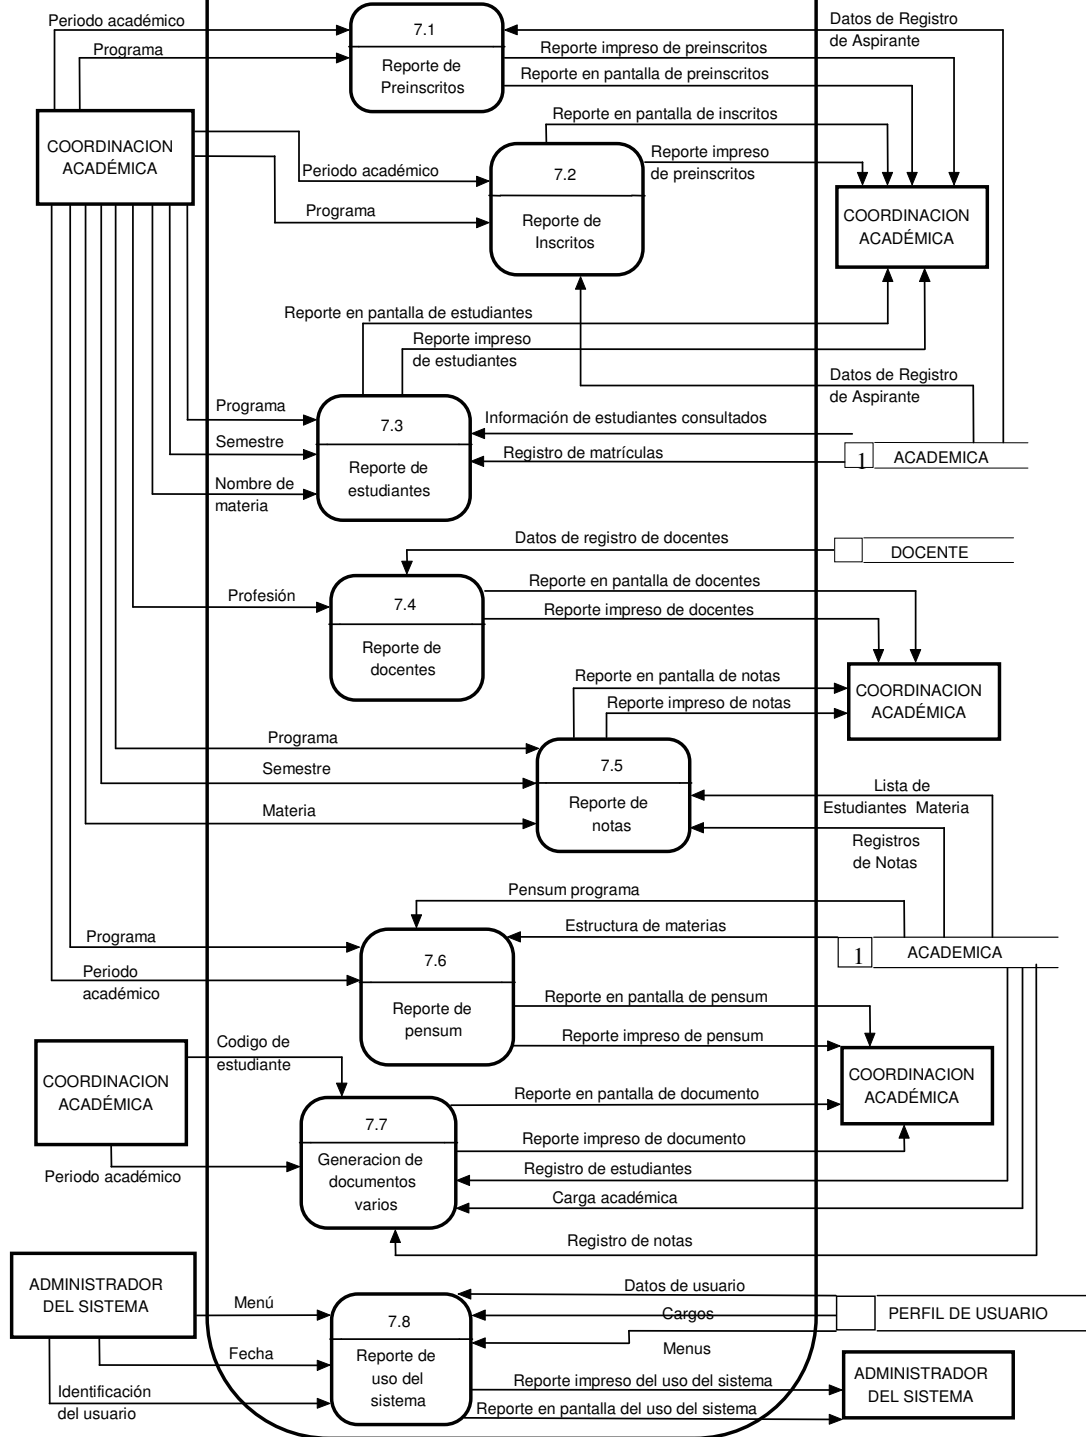 Periodo académico
Programa
7.1
Reporte de
Preinscritos
Datos de Registro
de Aspirante
Reporte impreso de preinscritos
Reporte en pantalla de preinscritos
COORDINACION
ACADÉMICA
Reporte en pantalla de inscritos
Periodo académico
Programa
7.2
Reporte de
Inscritos
Reporte impreso
de preinscritos
COORDINACION
ACADÉMICA
Reporte en pantalla de estudiantes
Reporte impreso
de estudiantes
Datos de Registro
de Aspirante
Programa
Semestre
Nombre de
materia
7.3
Reporte de
estudiantes
Información de estudiantes consultados
Registro de matrículas
1
ACADEMICA
Datos de registro de docentes
DOCENTE
Profesión
7.4
Reporte de
docentes
Reporte en pantalla de docentes
Reporte impreso de docentes
Reporte en pantalla de notas
Reporte impreso de notas
COORDINACION
ACADÉMICA
Programa
Semestre
Materia
7.5
Reporte de
notas
Lista de
Estudiantes Materia
Registros
de Notas
Pensum programa
Estructura de materias
1
ACADEMICA
Programa
Periodo
académico
7.6
Reporte de
pensum
Reporte en pantalla de pensum
Reporte impreso de pensum
COORDINACION
ACADÉMICA
Codigo de
estudiante
COORDINACION
ACADÉMICA
Periodo académico
7.7
Generacion de
documentos
varios
Reporte en pantalla de documento
Reporte impreso de documento
Registro de estudiantes
Carga académica
Registro de notas
ADMINISTRADOR
DEL SISTEMA
Menú
Fecha
Identificación
del usuario
7.8
Reporte de
uso del
sistema
Datos de usuario
Cargos
Menus
PERFIL DE USUARIO
Reporte impreso del uso del sistema
Reporte en pantalla del uso del sistema
ADMINISTRADOR
DEL SISTEMA